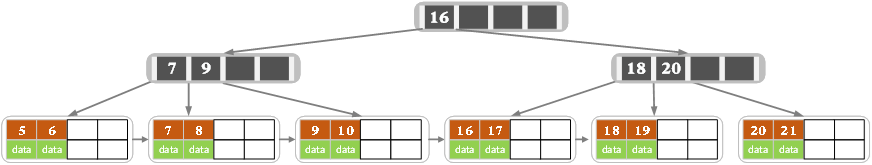 16
7 9
18 20
5 6
data data
7 8
data data
9 10
data data
16 17
data data
18 19
data data
20 21
data data